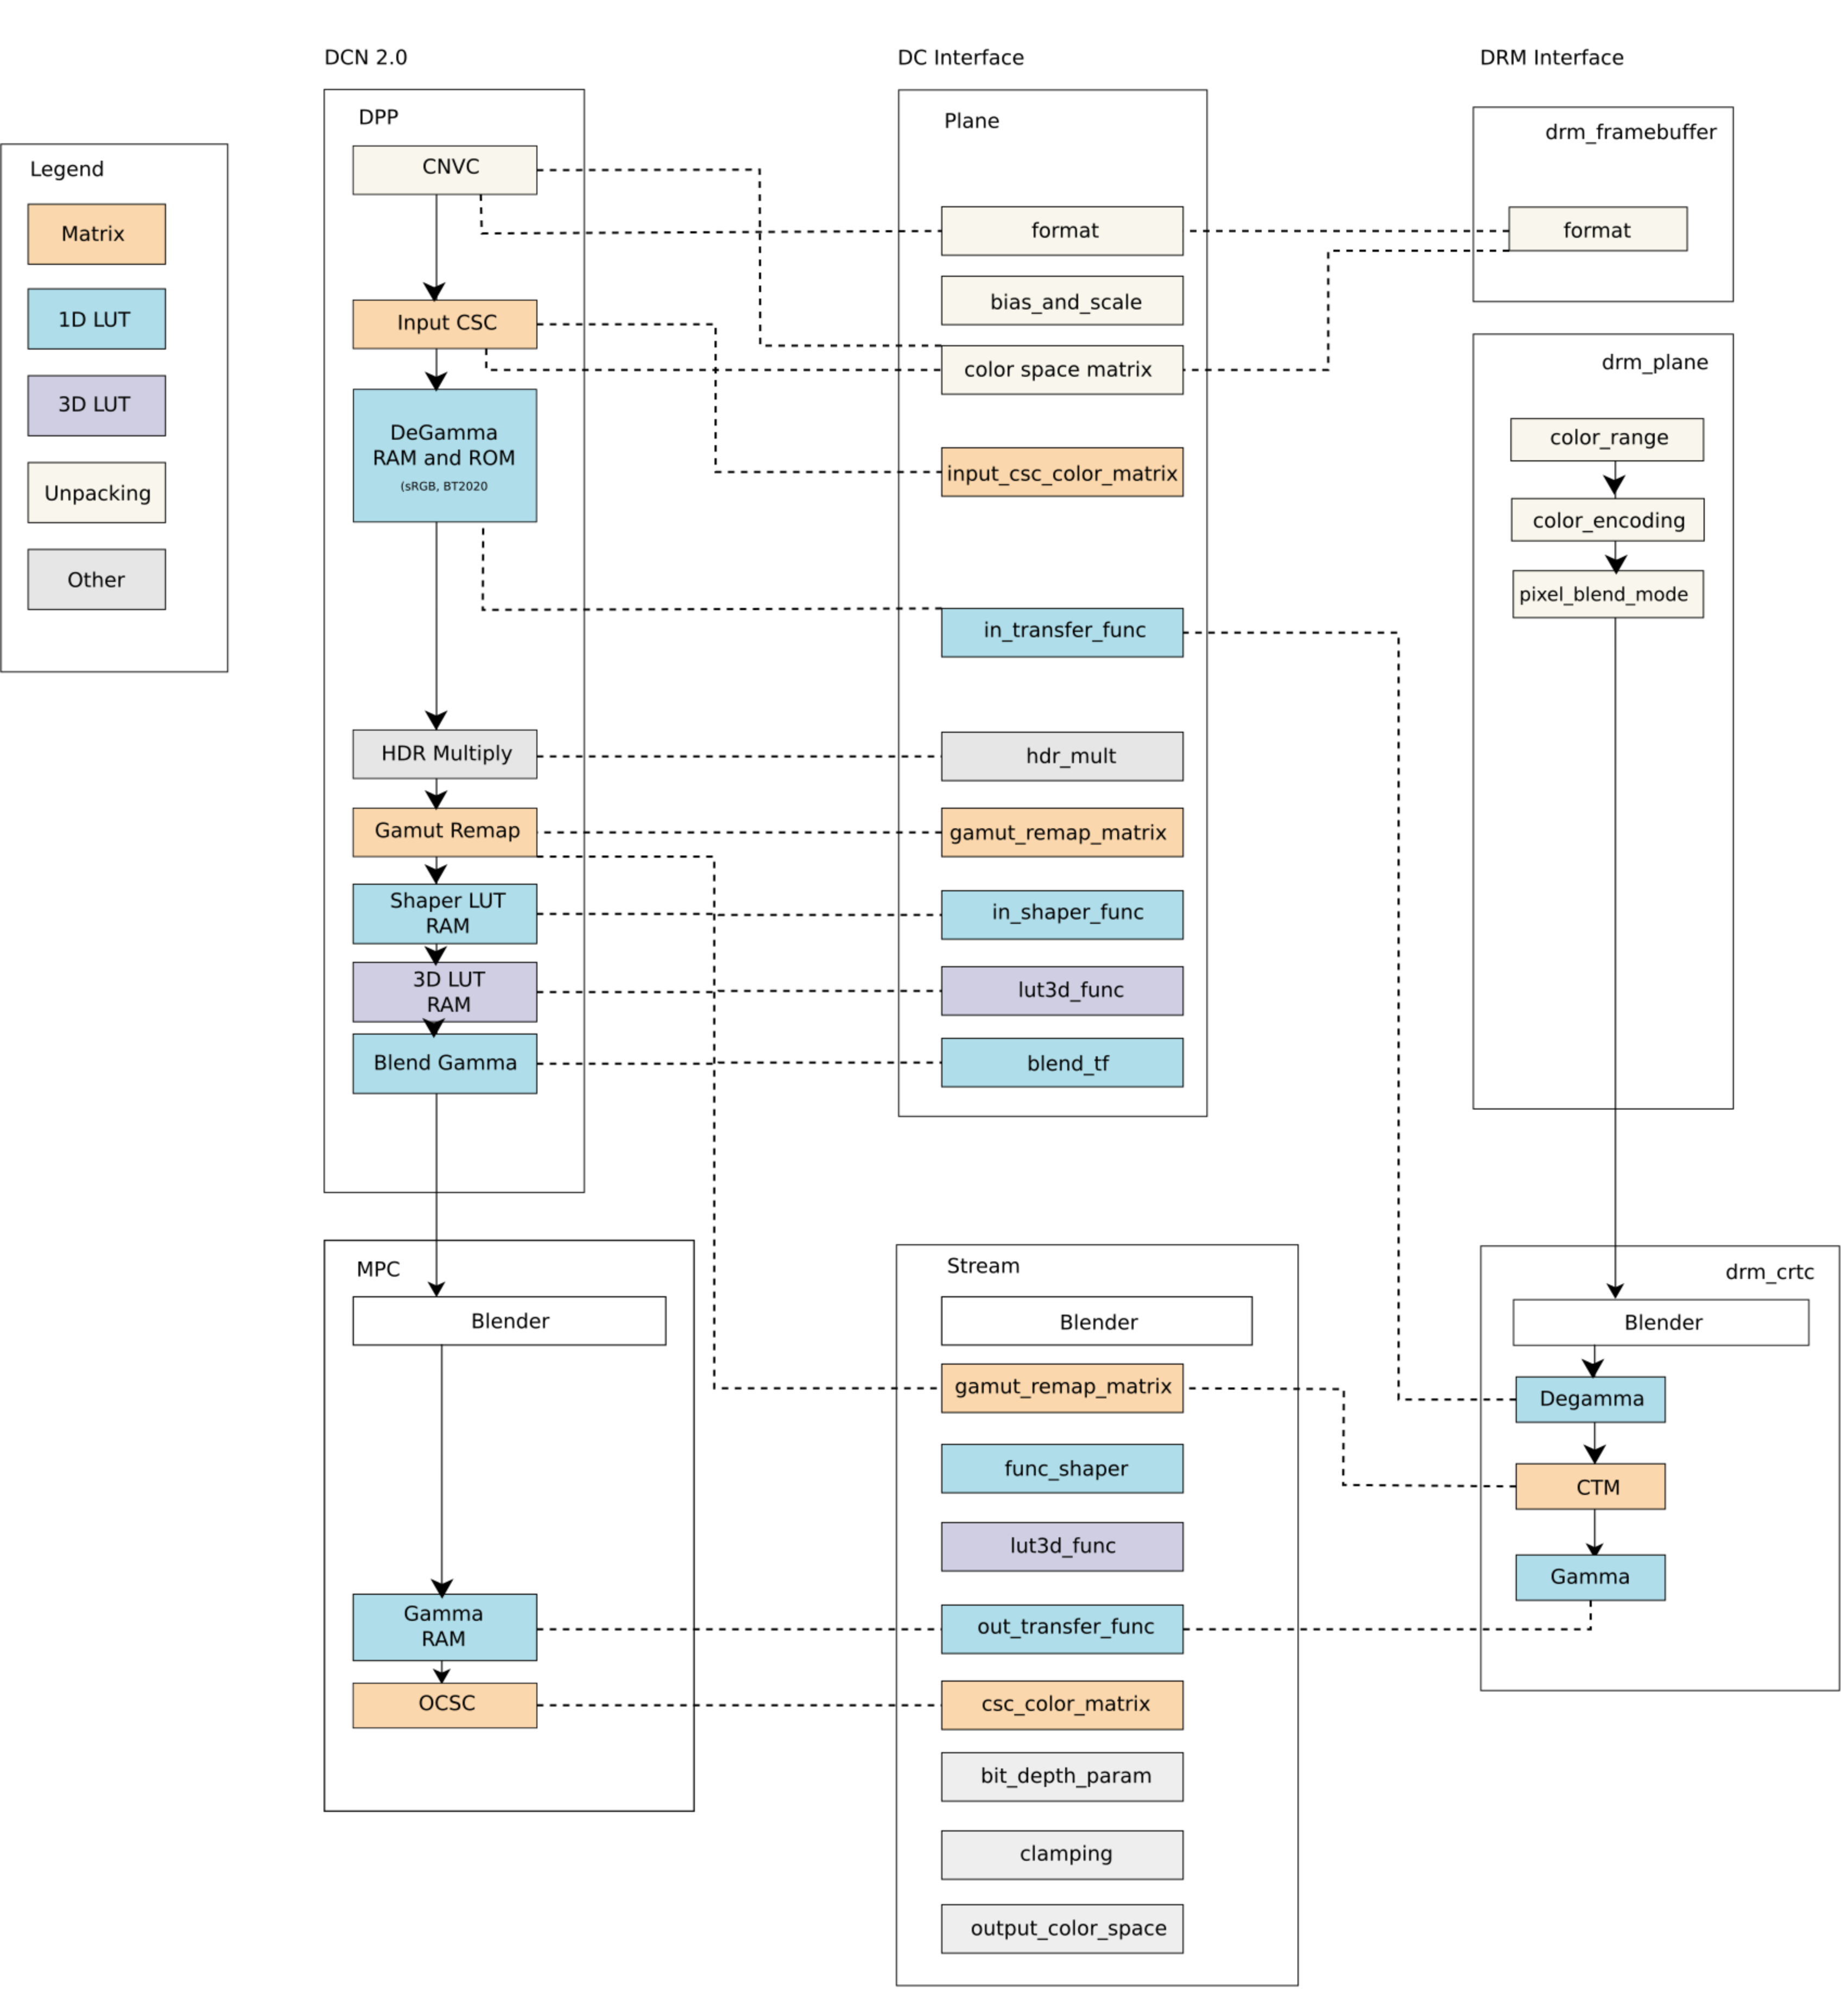 DCN 2.0
DC Interface
DRM Interface
Legend
Matrix
1D LUT
3D LUT
Unpacking
Other
DPP
CNVC
Input CSC
DeGamma
RAM and ROM
(sRGB, BT2020
HDR Multiply
Gamut Remap
Shaper LUT
RAM
3D LUT
RAM
Blend Gamma
MPC
Blender
Gamma
RAM
OCSC
Plane
format
bias_and_scale
color space matrix
input_csc_color_matrix
in_transfer_func
hdr_mult
gamut_remap_matrix
in_shaper_func
lut3d_func
blend_tf
Stream
Blender
gamut_remap_matrix
func_shaper
lut3d_func
out_transfer_func
csc_color_matrix
bit_depth_param
clamping
output_color_space
drm_framebuffer
format
drm_plane
color_range
color_encoding
pixel_blend_mode
drm_crtc
Blender
Degamma
CTM
Gamma